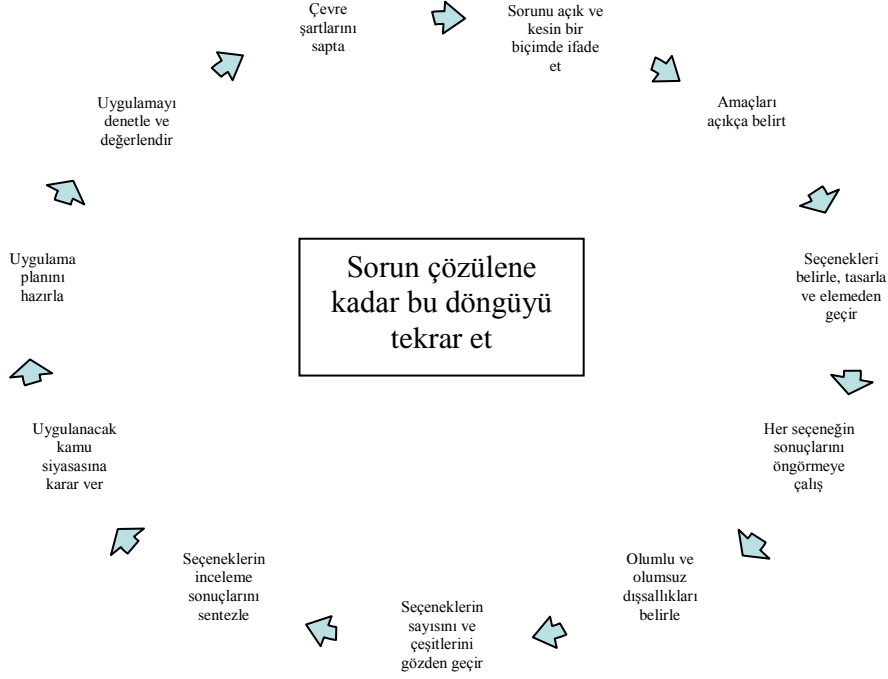 Çevre
şartlarını
sapta
Sorunu açık ve
kesin bir
biçimde ifade
et
Amaçları
açıkça belirt
Seçenekleri
belirle, tasarla
ve elemeden
geçir
Her seçeneğin
sonuçlarını
öngörmeye
çalış
Olumlu ve
olumsuz
dışsallıkları
belirle
Seçeneklerin
sayısını ve
çeşitlerini
gözden geçir
Seçeneklerin
inceleme
sonuçlarını
sentezle
Uygulanacak
kamu
siyasasına
karar ver
Uygulama
planını
hazırla
Uygulamayı
denetle ve
değerlendir
Sorun çözülene
kadar bu döngüyü
tekrar et